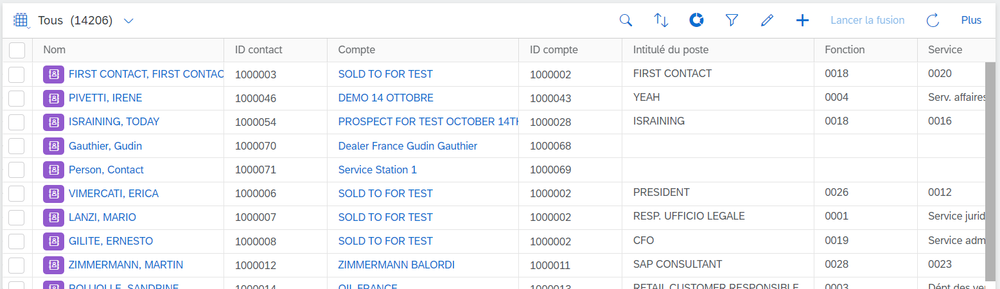 Tous (14206) Lancer la fusion Plus
Nom ID contact Compte ID compte Intitulé du poste Fonction Service
FIRST CONTACT, FIRST CONTAC 1000003 SOLD TO FOR TEST 1000002 FIRST CONTACT 0018 0020
PIVETTI, IRENE 1000046 DEMO 14 OTTOBRE 1000043 YEAH 0004 Serv. affaires
ISRAINING, TODAY 1000054 PROSPECT FOR TEST OCTOBER 14TH 1000028 ISRAINING 0018 0016
Gauthier, Gudin 1000070 Dealer France Gudin Gauthier 1000068
Person, Contact 1000071 Service Station 1 1000069
VIMERCATI, ERICA 1000006 SOLD TO FOR TEST 1000002 PRESIDENT 0026 0012
LANZI, MARIO 1000007 SOLD TO FOR TEST 1000002 RESP. UFFICIO LEGALE 0001 Service jurid
GILITE, ERNESTO 1000008 SOLD TO FOR TEST 1000002 CFO 0019 Service adm
ZIMMERMANN, MARTIN 1000012 ZIMMERMANN BALORDI 1000011 SAP CONSULTANT 0028 0023
SANDRINE 1000014 OIL FRANCE 1000013 RETAIL CUSTOMER RESPONSIBLE 0003 Dépt des ve